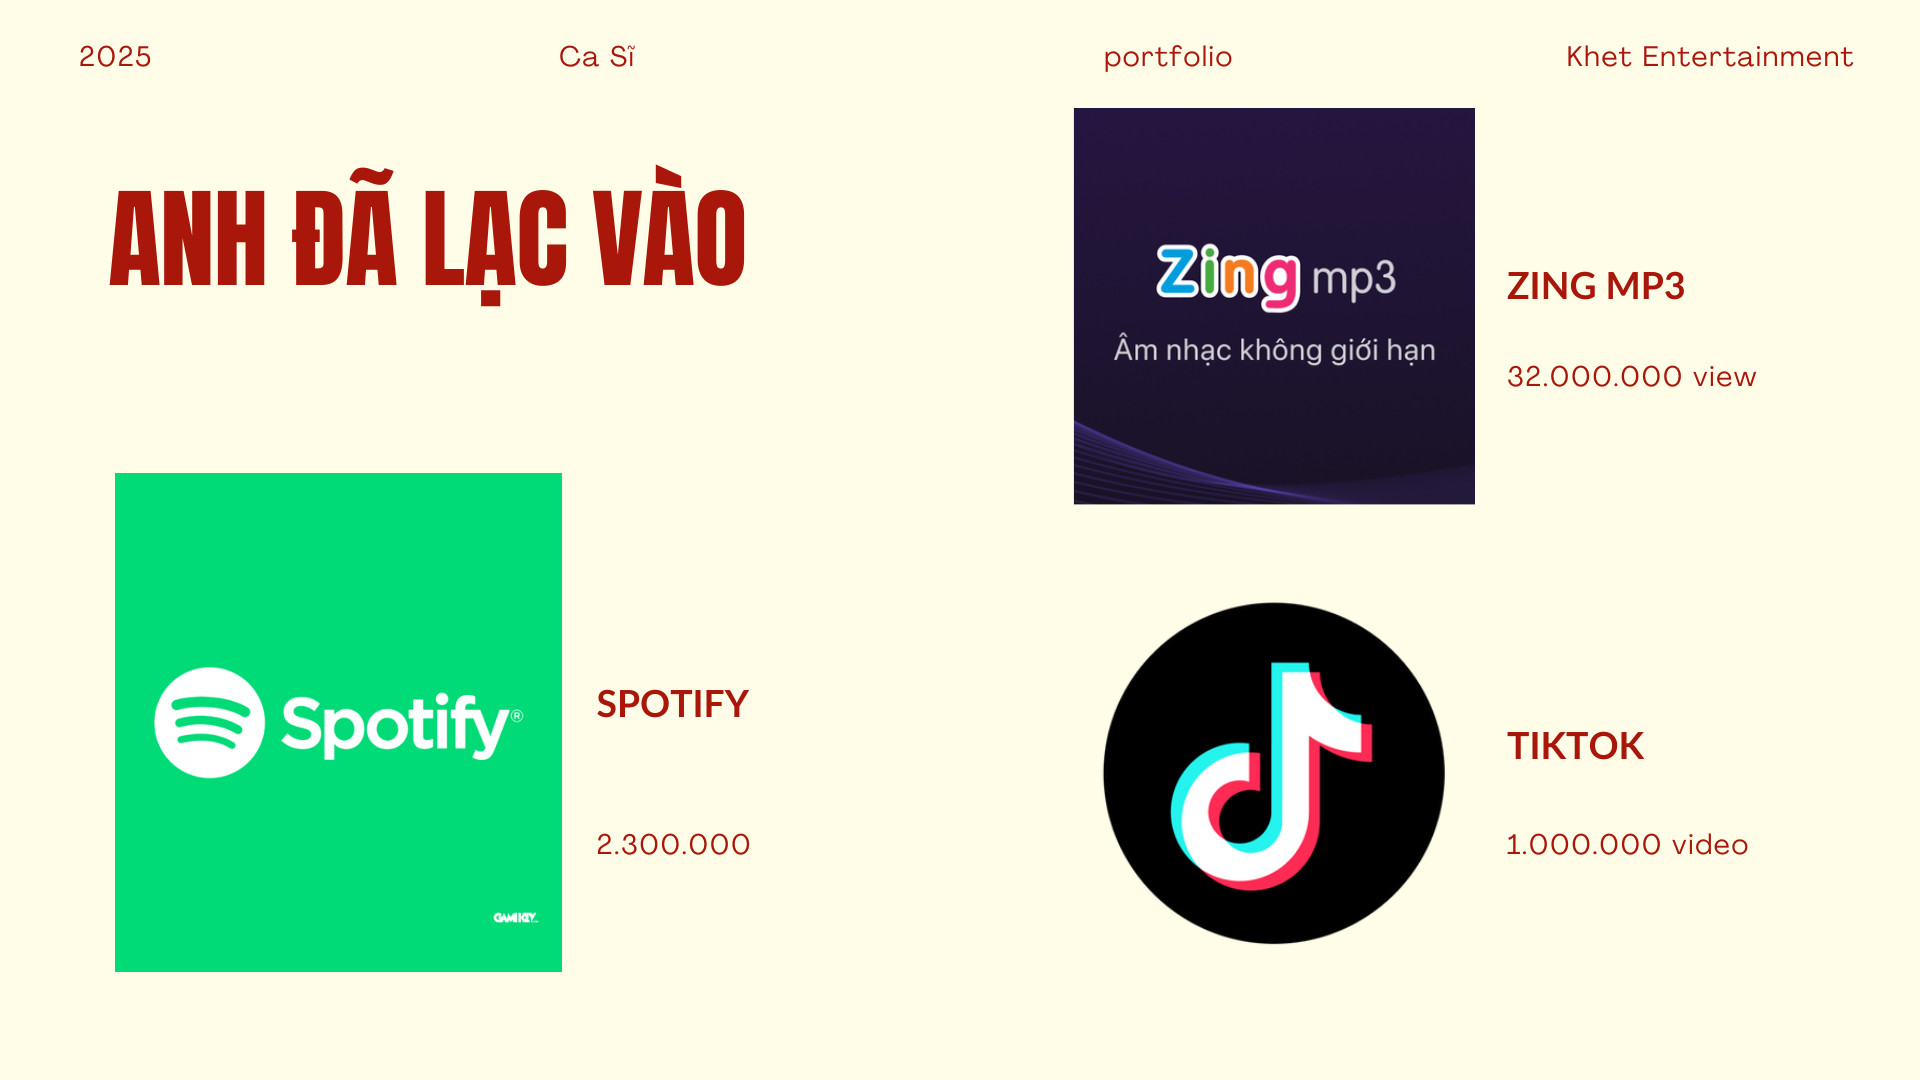 2025
Ca Sĩ
portfolio
Khet Entertainment
ANH ĐÃ LẠC VÀO
Zing mp3
Âm nhạc không giới hạn
ZING MP3
32.000.000 view
Spotify®
SPOTIFY
2.300.000
TIKTOK
1.000.000 video